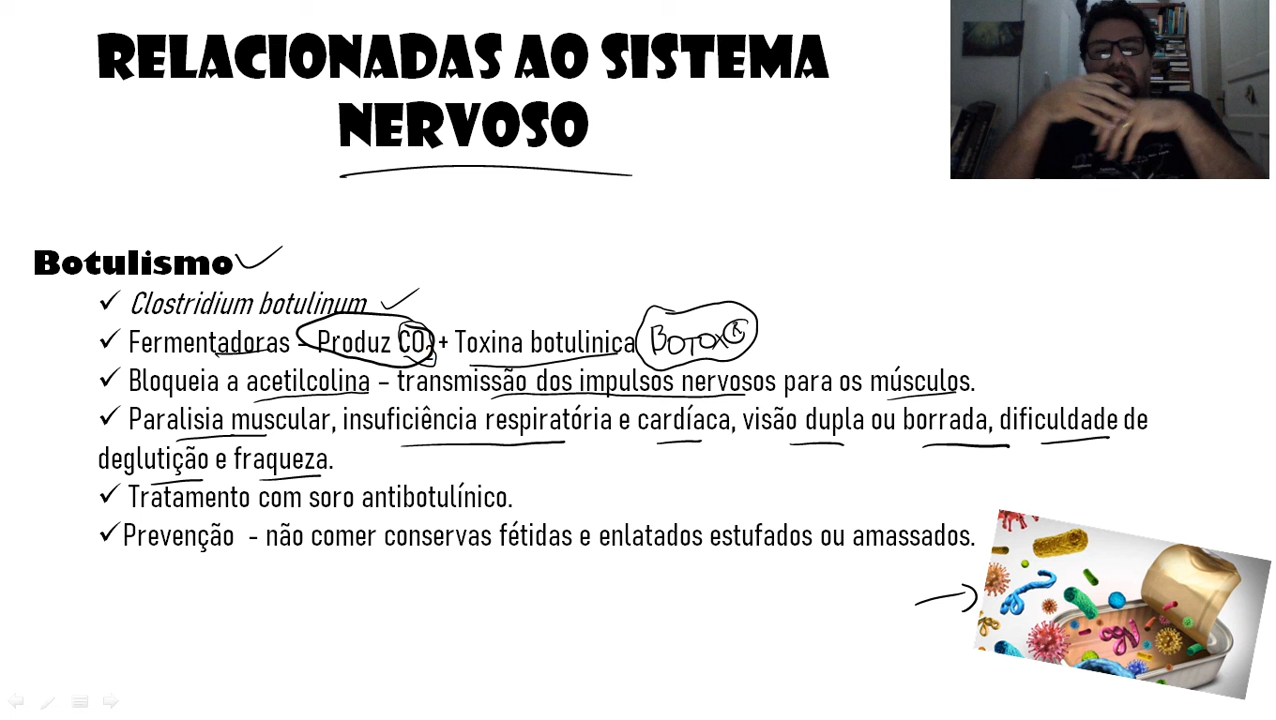 RELACIONADAS AO SISTEMA
NERVOSO
Botulismo
✓ Clostridium botulinum
✓ Fermentadoras – Produz CO2 + Toxina botulinica BOTOX®
✓ Bloqueia a acetilcolina – transmissão dos impulsos nervosos para os músculos.
✓ Paralisia muscular, insuficiência respiratória e cardíaca, visão dupla ou borrada, dificuldade de
deglutição e fraqueza.
✓ Tratamento com soro antibotulínico.
✓ Prevenção - não comer conservas fétidas e enlatados estufados ou amassados.